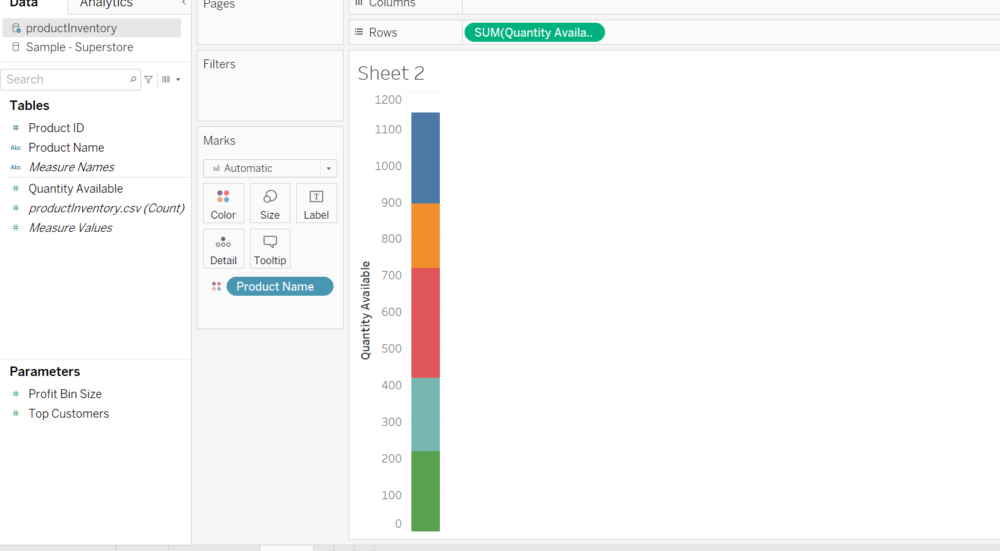 Data
Analytics
productInventory
Sample - Superstore
Search
Tables
Product ID
Abc Product Name
Abc Measure Names
Quantity Available
productInventory.csv (Count)
Measure Values
Parameters
Profit Bin Size
Top Customers
Pages
Filters
Marks
Automatic
Color
Size
T
Label
Detail
Tooltip
Product Name
Columns
Rows
SUM(Quantity Availa..
Sheet 2
Quantity Available
1200
1100
1000
900
800
700
600
500
400
300
200
100
0